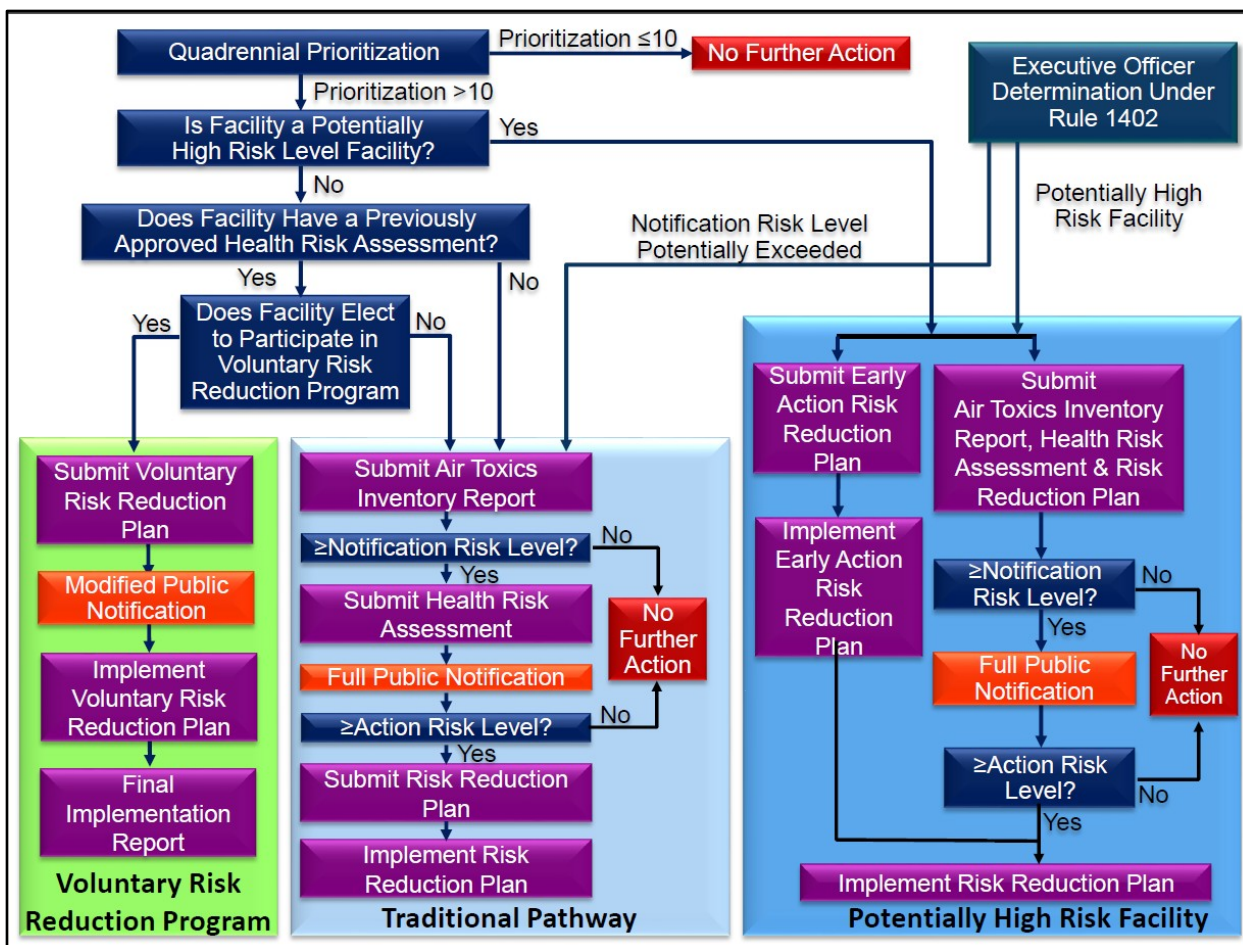 Quadrennial Prioritization
Prioritization ≤10
No Further Action
Executive Officer
Determination Under
Rule 1402
Prioritization >10
Is Facility a Potentially
High Risk Level Facility?
Yes
No
Potentially High
Risk Facility
Does Facility Have a Previously
Approved Health Risk Assessment?
Notification Risk Level
Potentially Exceeded
Yes
No
Does Facility Elect
to Participate in
Voluntary Risk
Reduction Program
Yes
No
Submit Voluntary
Risk Reduction
Plan
Modified Public
Notification
Implement
Voluntary Risk
Reduction Plan
Final
Implementation
Report
Voluntary Risk
Reduction Program
Submit Air Toxics
Inventory Report
≥Notification Risk Level?
No
Yes
Submit Health Risk
Assessment
No
Further
Action
Full Public Notification
≥Action Risk Level?
No
Yes
Submit Risk Reduction
Plan
Implement Risk
Reduction Plan
Traditional Pathway
Submit Early
Action Risk
Reduction
Plan
Implement
Early Action
Risk
Reduction
Plan
Submit
Air Toxics Inventory
Report, Health Risk
Assessment & Risk
Reduction Plan
≥Notification
Risk Level?
No
Yes
Full Public
Notification
No
Further
Action
≥Action Risk
Level?
No
Yes
Implement Risk Reduction Plan
Potentially High Risk Facility